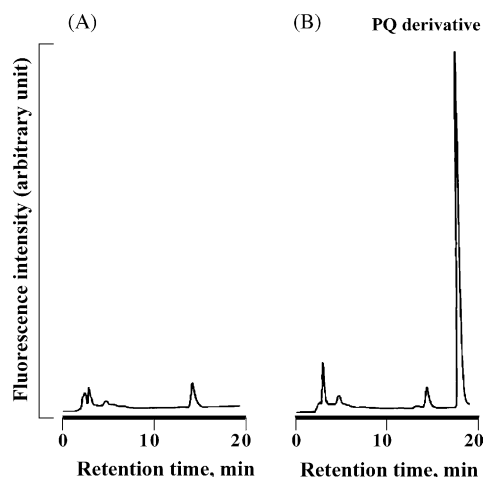 (A)
(B)
PQ derivative
Fluorescence intensity (arbitrary unit)
0 10 20
0 10 20
Retention time, min
Retention time, min